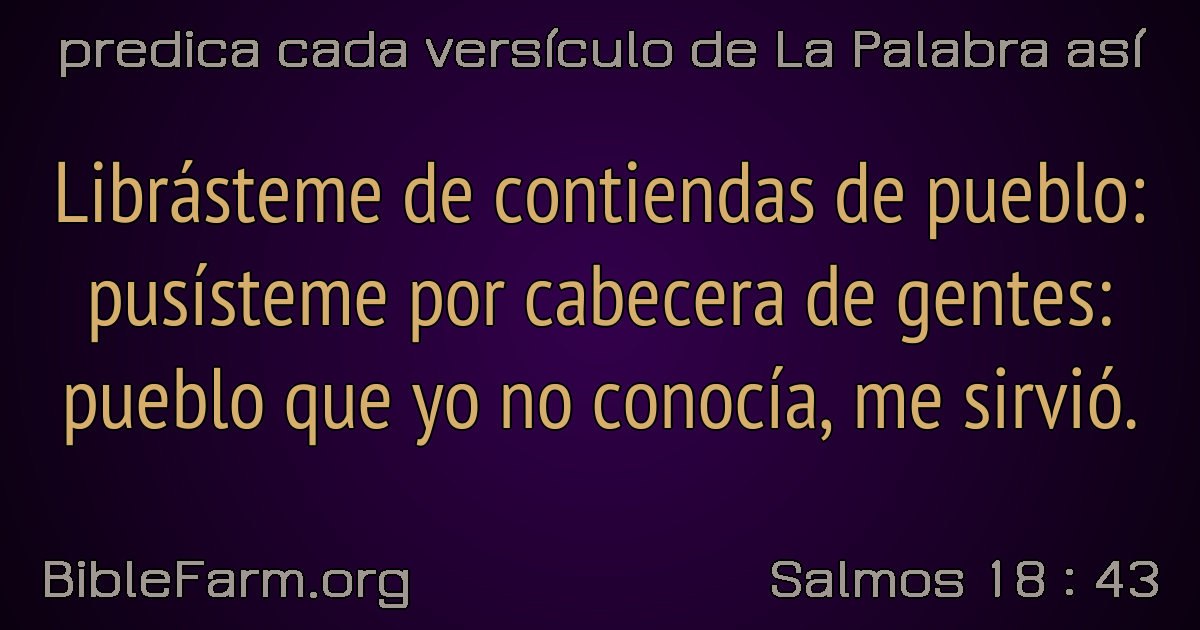 predica cada versículo de La Palabra así
Librásteme de contiendas de pueblo:
pusísteme por cabecera de gentes:
pueblo que yo no conocía, me sirvió.
BibleFarm.org
Salmos 18 : 43